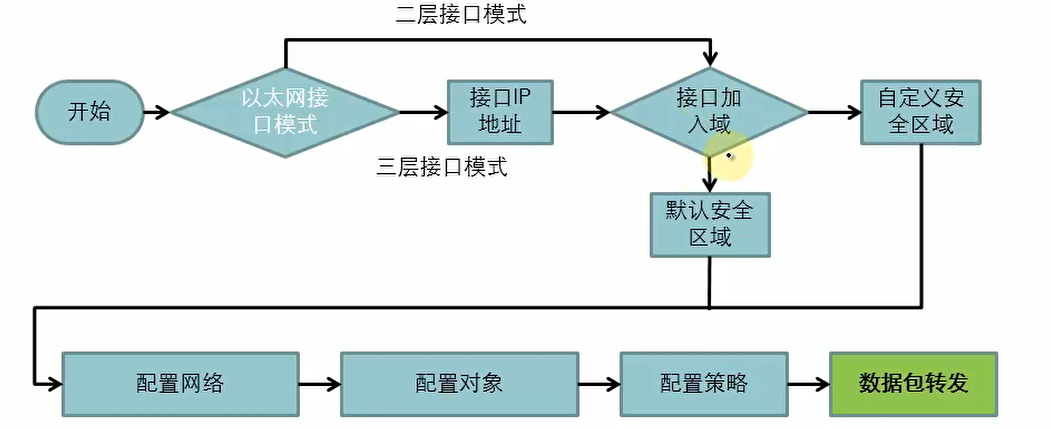 二层接口模式
开始
以太网接
口模式
接口IP
地址
接口加
入域
自定义安
全区域
三层接口模式
默认安全
区域
配置网络
配置对象
配置策略
数据包转发